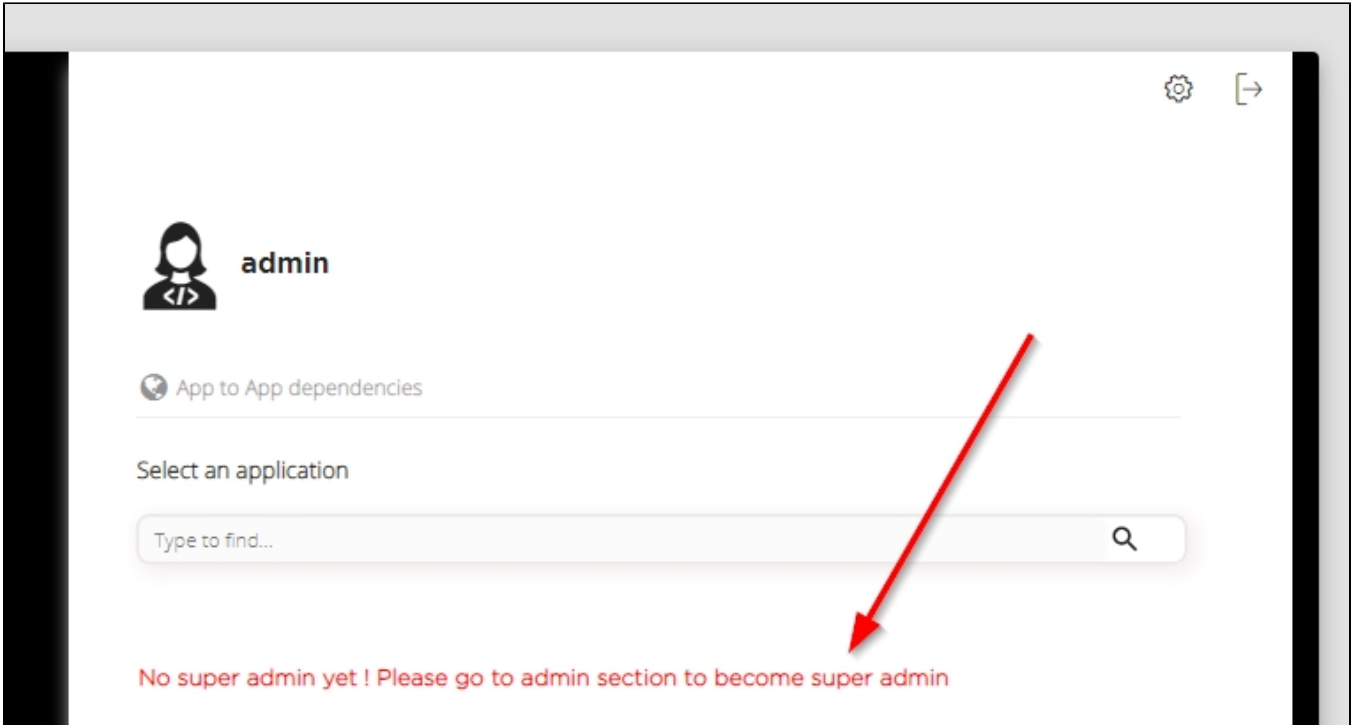 admin
</>
App to App dependencies
Select an application
Type to find...
No super admin yet ! Please go to admin section to become super admin